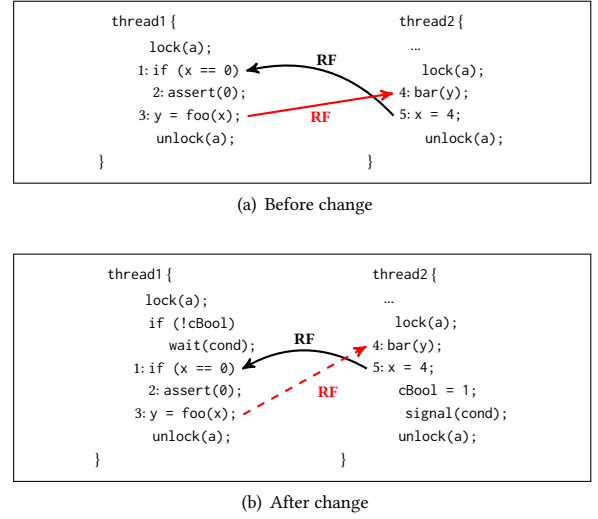 thread1 { thread2 {
lock(a); ...
1: if (x == 0) RF lock(a);
2: assert(0); 4: bar(y);
3: y = foo(x); RF 5: x = 4;
unlock(a); unlock(a);
} }
(a) Before change
thread1 { thread2 {
lock(a); ...
if (!cBool) lock(a);
wait(cond); RF 4: bar(y);
1: if (x == 0) 5: x = 4;
2: assert(0); RF cBool = 1;
3: y = foo(x); signal(cond);
unlock(a); unlock(a);
} }
(b) After change